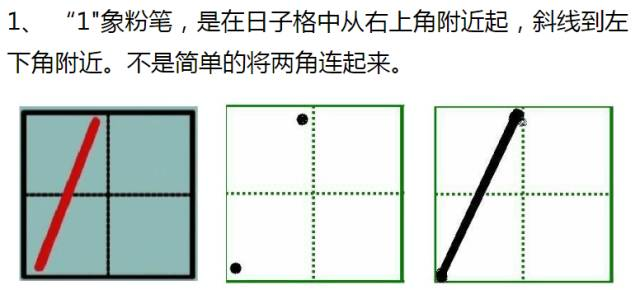 1、 “1"象粉笔，是在日子格中从右上角附近起，斜线到左
下角附近。不是简单的将两角连起来。